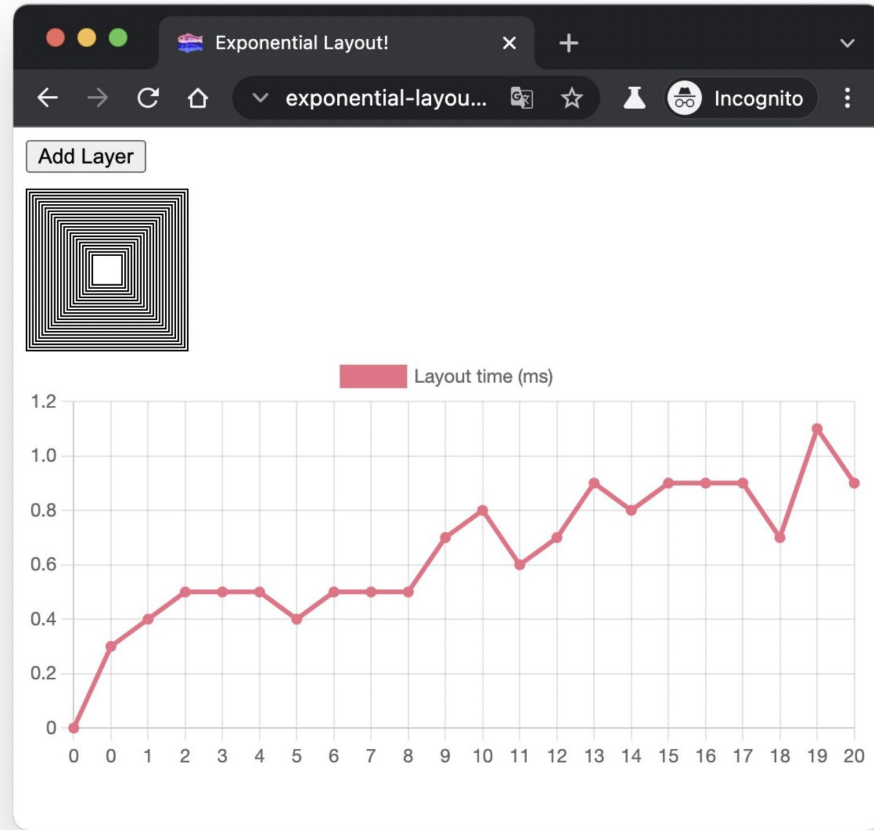 Exponential Layout!
exponential-layou...
Incognito
Add Layer
Layout time (ms)
1.2
1.0
0.8
0.6
0.4
0.2
0
0 0 1 2 3 4 5 6 7 8 9 10 11 12 13 14 15 16 17 18 19 20